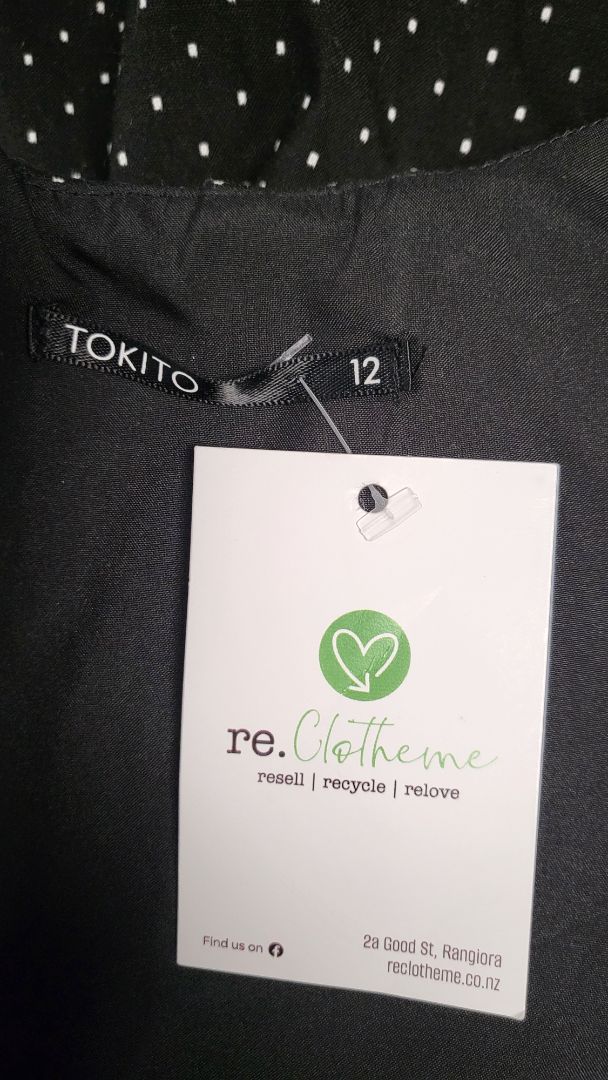 TOKITO 12
re.Clotheme
resell | recycle | relove
Find us on
2a Good St, Rangiora
reclotheme.co.nz